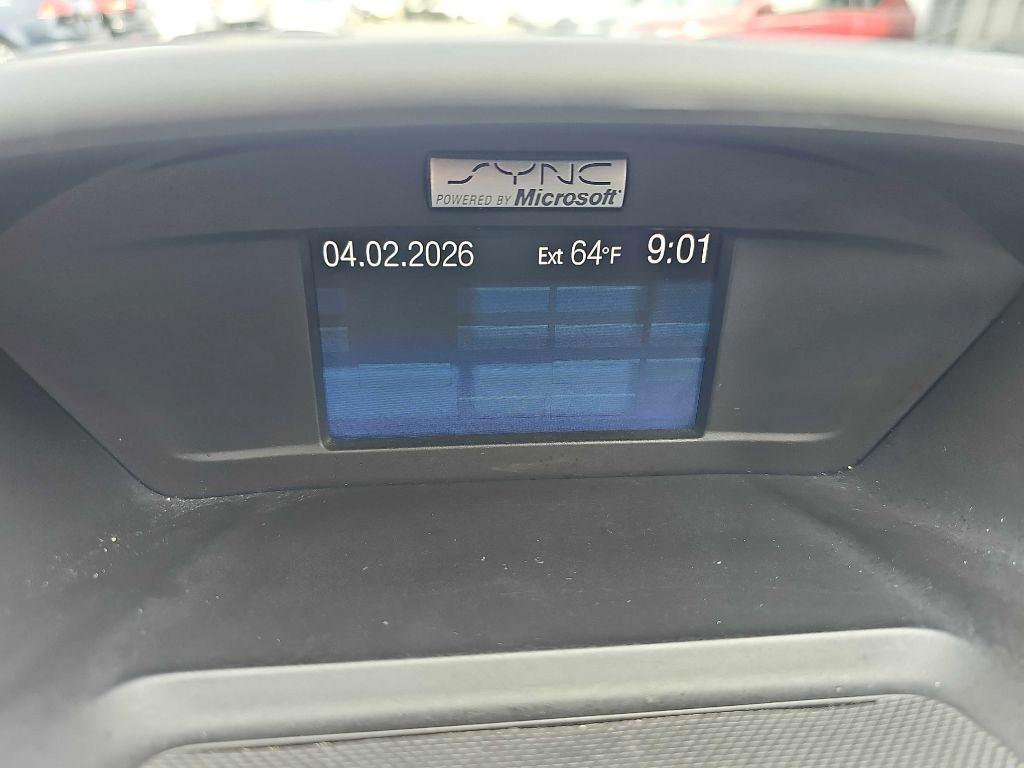 SYNC
POWERED BY Microsoft
04.02.2026 Ext 64°F 9:01